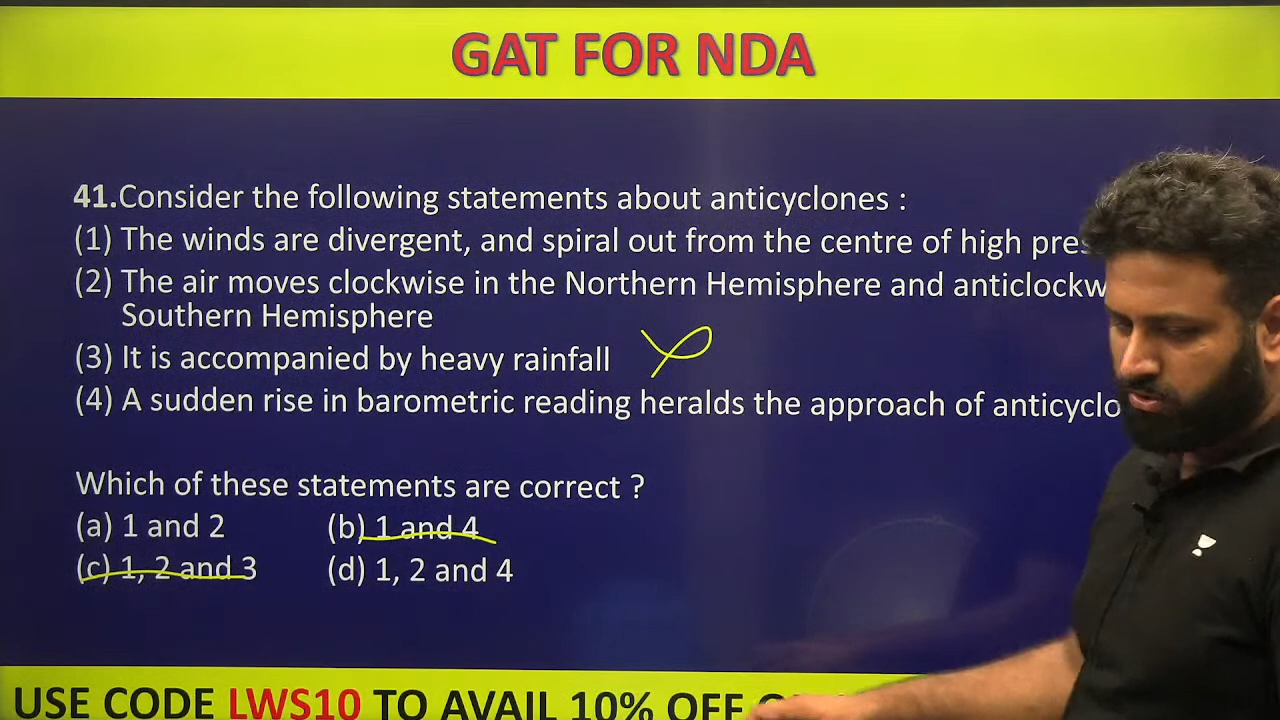 GAT FOR NDA
41.Consider the following statements about anticyclones :
(1) The winds are divergent, and spiral out from the centre of high
(2) The air moves clockwise in the Northern Hemisphere and
Southern Hemisphere
(3) It is accompanied by heavy rainfall
(4) A sudden rise in barometric reading heralds the approach of
Which of these statements are correct ?
(a) 1 and 2 (b) 1 and 4
(c) 1, 2 and 3 (d) 1, 2 and 4
USE CODE LWS10 TO AVAIL 10% OFF